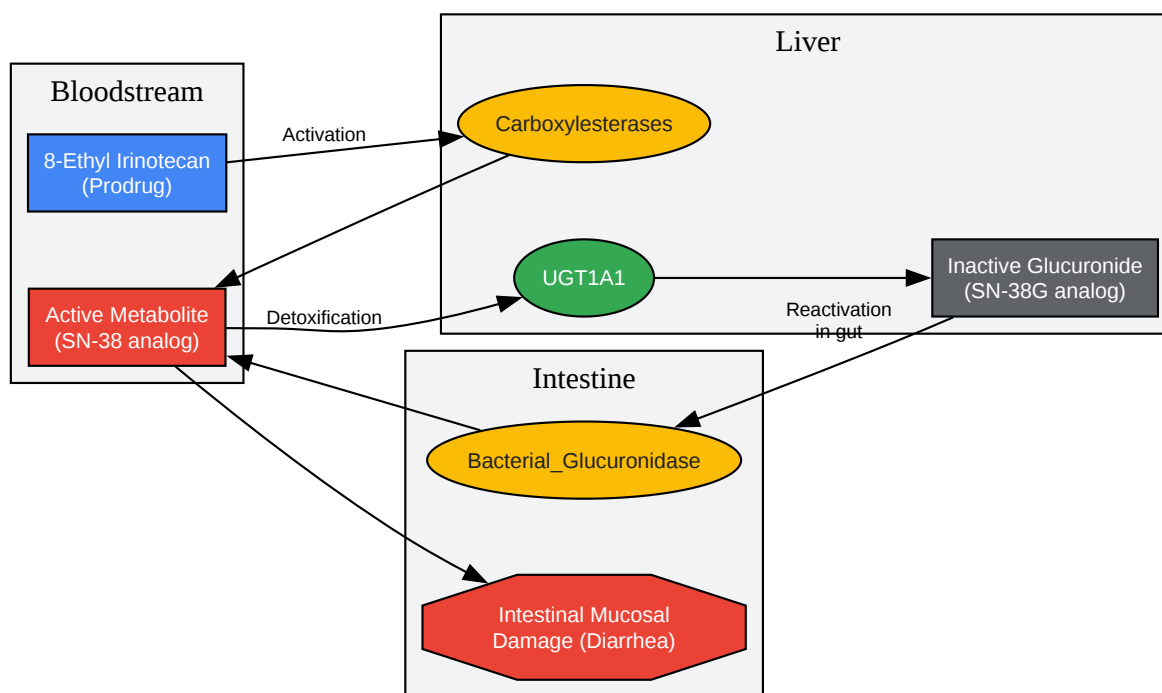 Liver
Bloodstream
Carboxylesterases
Activation
8-Ethyl Irinotecan
(Prodrug)
UGT1A1
Inactive Glucuronide
(SN-38G analog)
Active Metabolite
(SN-38 analog)
Detoxification
Reactivation
in gut
Intestine
Bacterial_Glucuronidase
Intestinal Mucosal
Damage (Diarrhea)